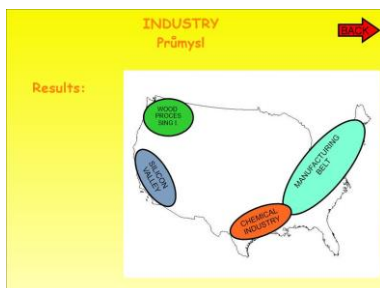 INDUSTRY
Průmysl
BACK
Results:
WOOD
PROCES
SING I.
SILICON
VALLEY
MANUFACTURING
BELT
CHEMICAL
INDUSTRY